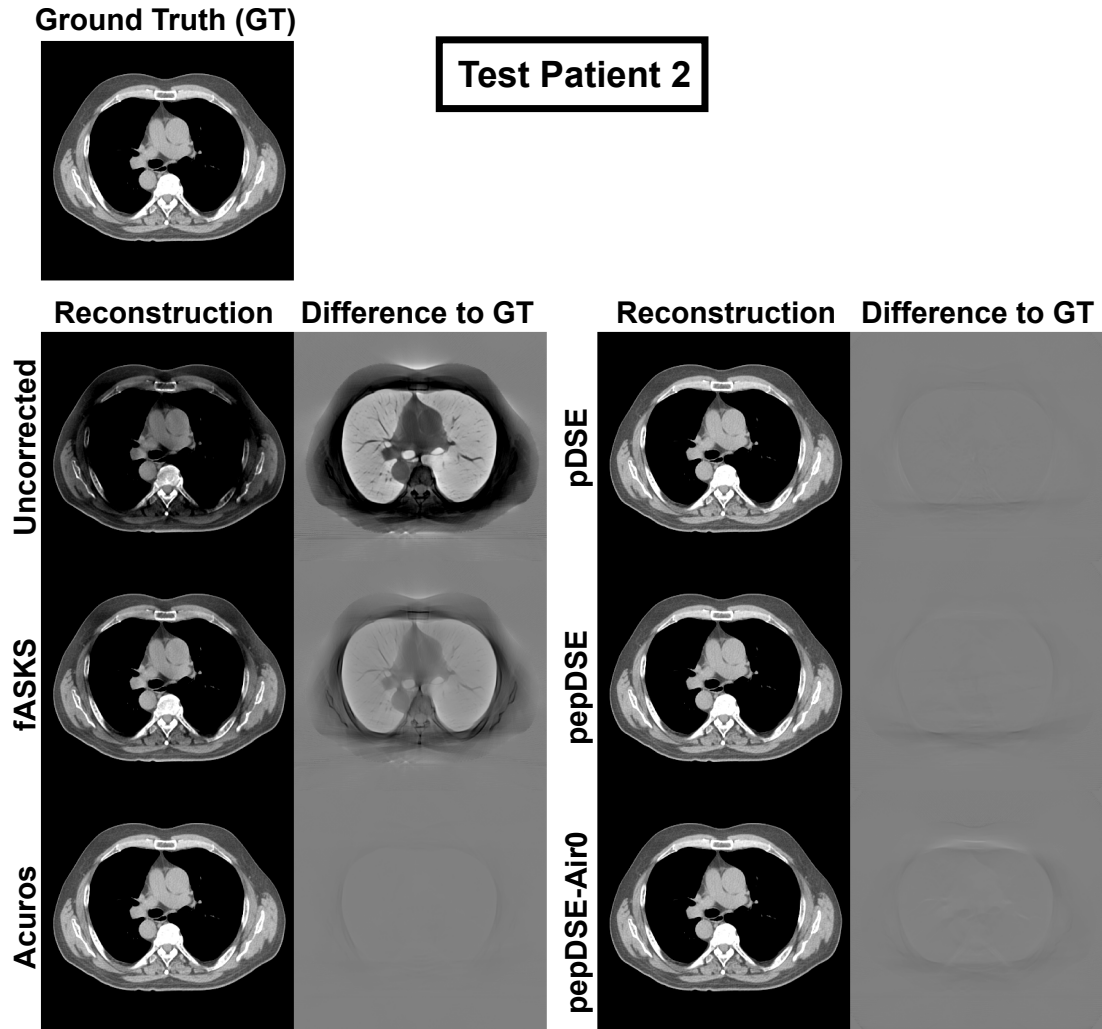 Ground Truth (GT)
Test Patient 2
Reconstruction Difference to GT
Reconstruction Difference to GT
Uncorrected
pDSE
fASKS
pepDSE
Acuros
pepDSE-Air0